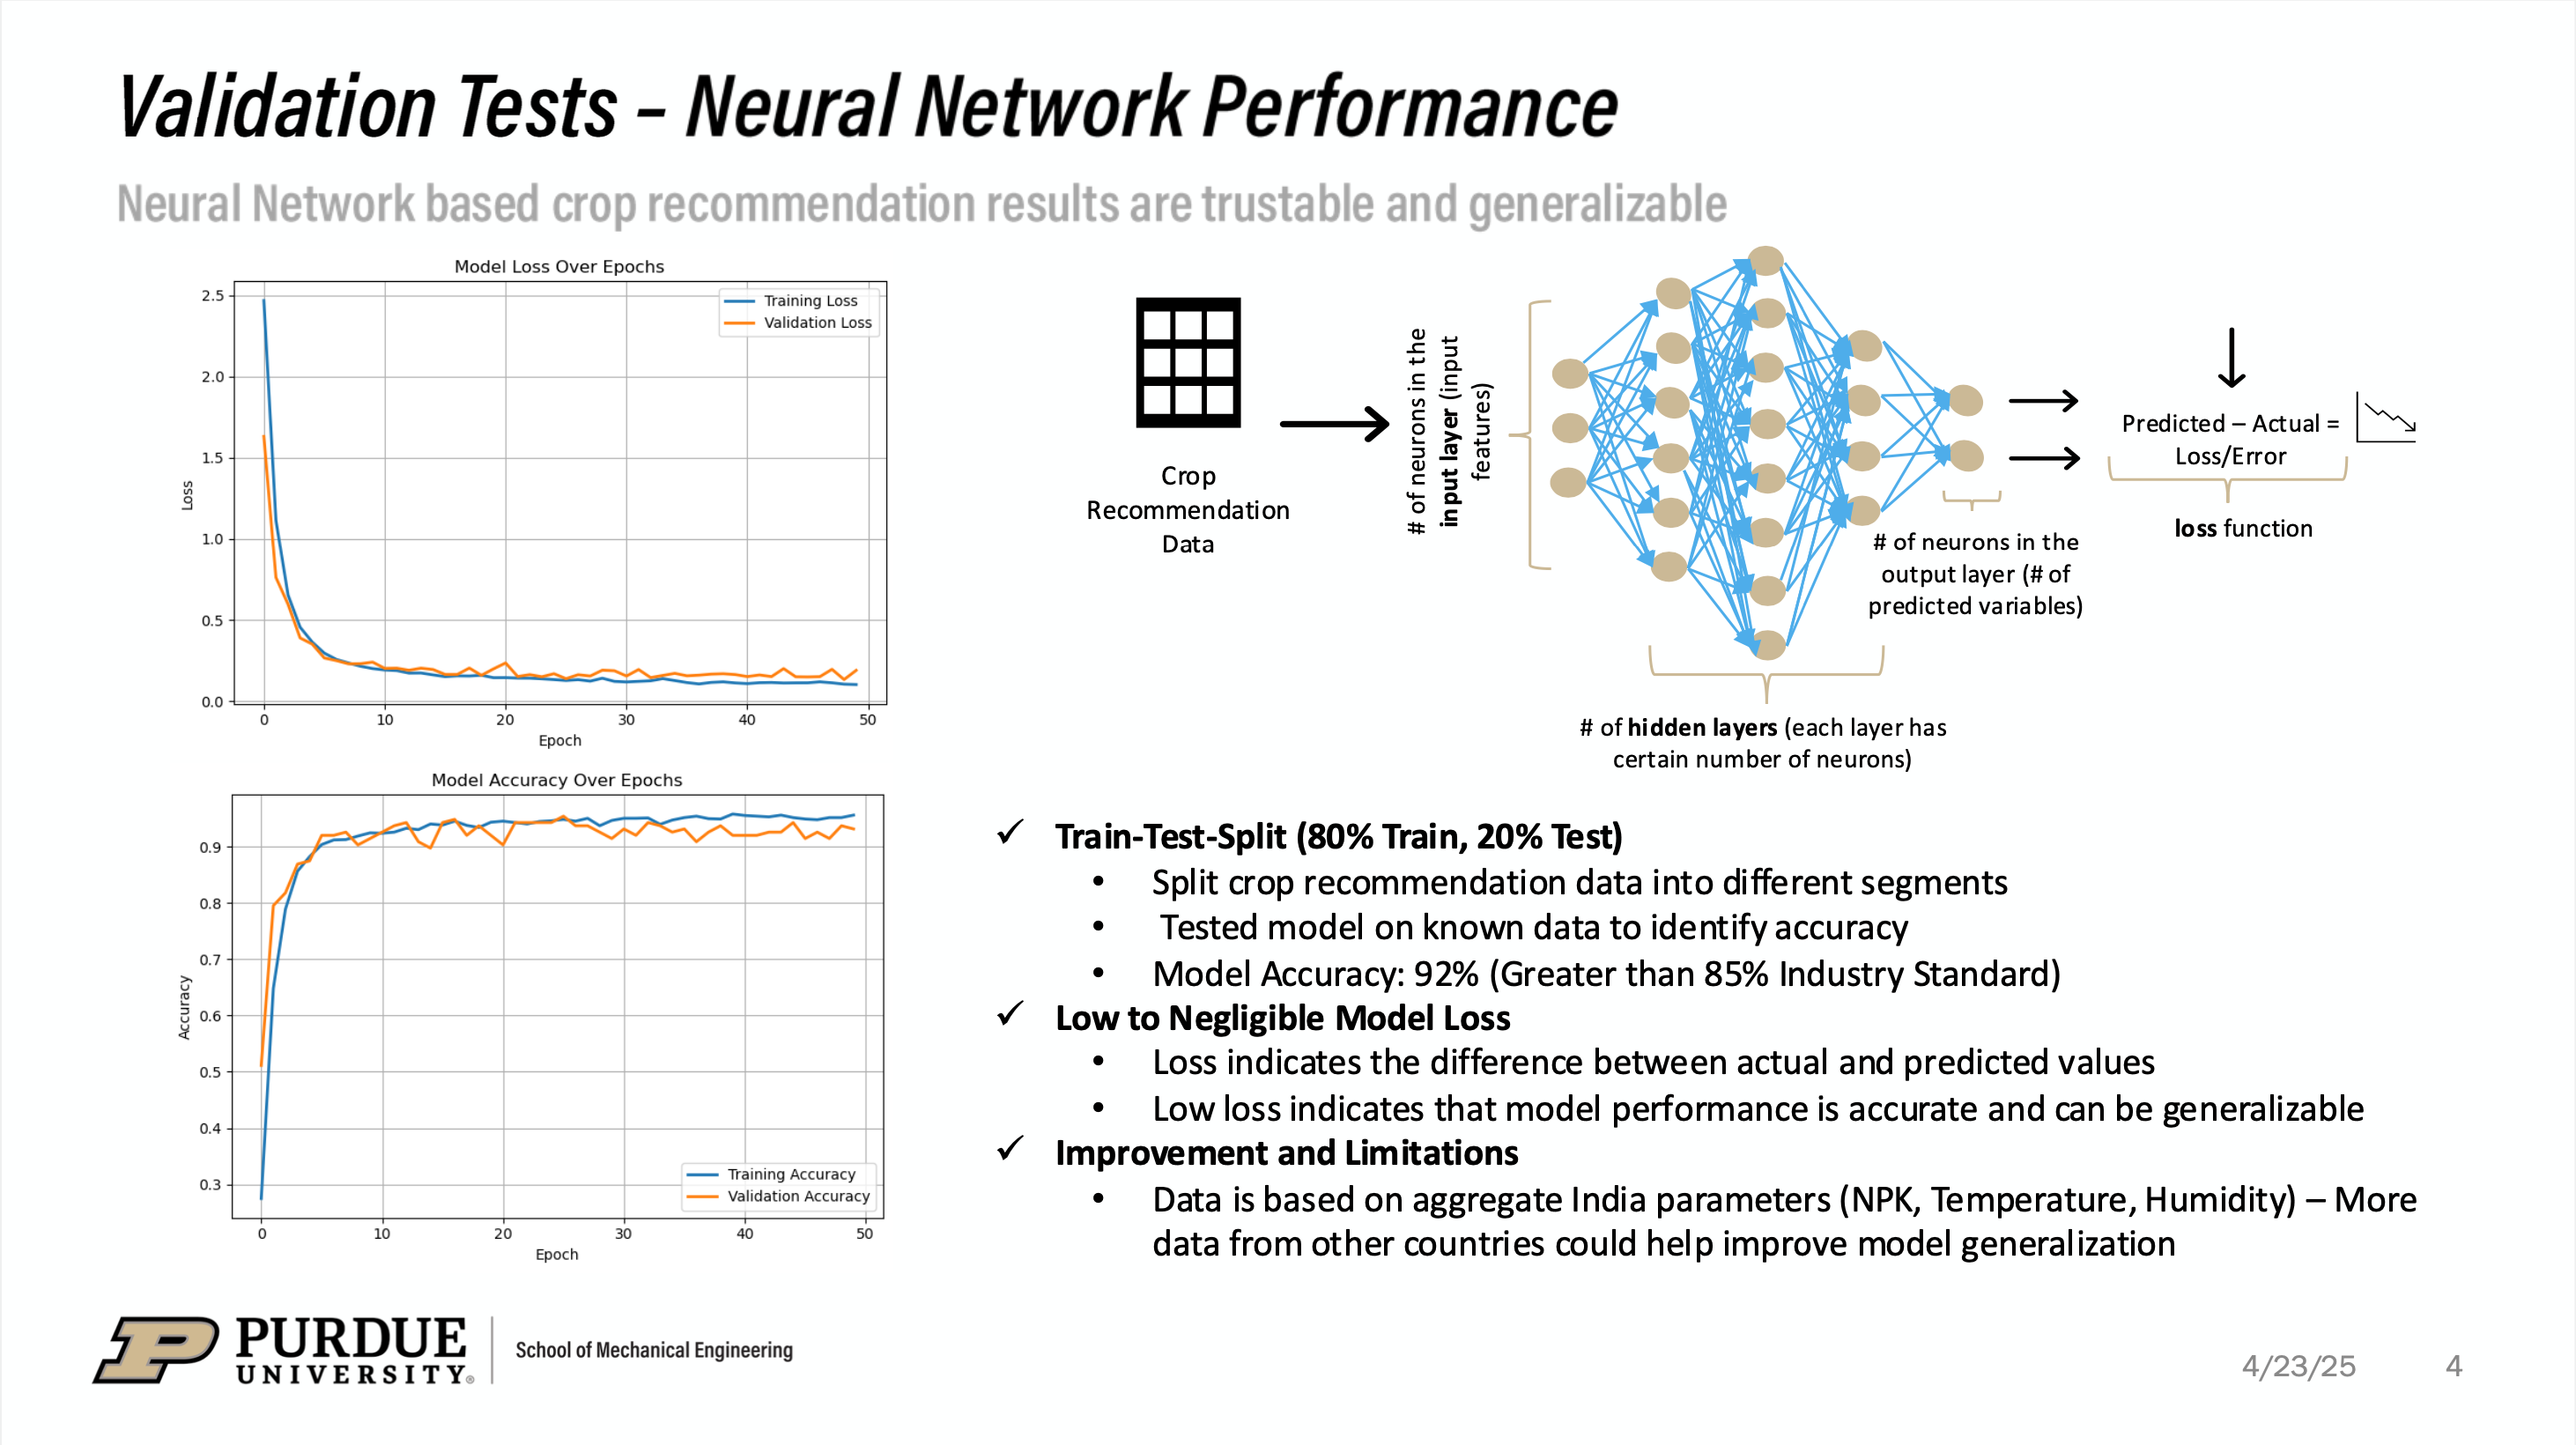 Validation Tests – Neural Network Performance
Neural Network based crop recommendation results are trustable and generalizable
Model Loss Over Epochs
2.5
2.0
1.5
1.0
0.5
0.0
Loss
Training Loss
Validation Loss
0 10 20 30 40 50
Epoch
Model Accuracy Over Epochs
0.9
0.8
0.7
0.6
0.5
0.4
0.3
Accuracy
Training Accuracy
Validation Accuracy
0 10 20 30 40 50
Epoch
Crop
Recommendation
Data
# of neurons in the
input layer (input
features)
# of hidden layers (each layer has
certain number of neurons)
# of neurons in the
output layer (# of
predicted variables)
Predicted – Actual =
Loss/Error
loss function
✓ Train-Test-Split (80% Train, 20% Test)
• Split crop recommendation data into different segments
• Tested model on known data to identify accuracy
• Model Accuracy: 92% (Greater than 85% Industry Standard)
✓ Low to Negligible Model Loss
• Loss indicates the difference between actual and predicted values
• Low loss indicates that model performance is accurate and can be generalizable
✓ Improvement and Limitations
• Data is based on aggregate India parameters (NPK, Temperature, Humidity) – More
data from other countries could help improve model generalization
P PURDUE
UNIVERSITY®
School of Mechanical Engineering
4/23/25 4